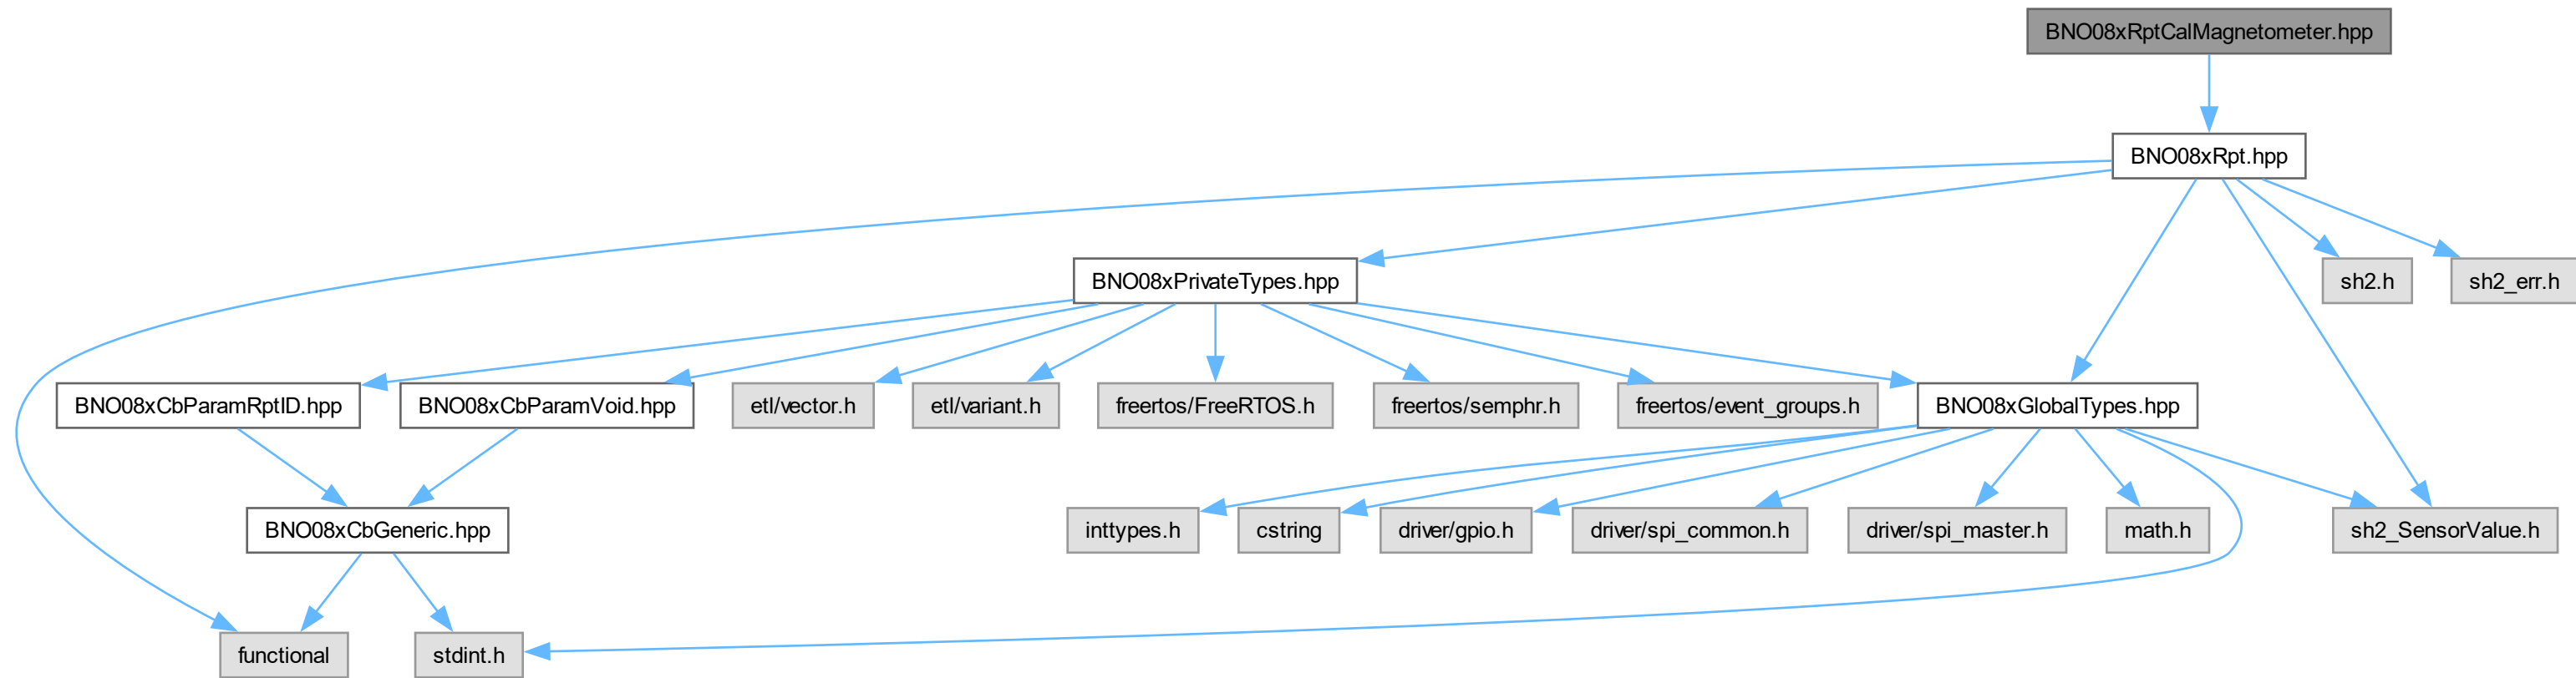 BNO08xRptCalMagnetometer.hpp
BNO08xRpt.hpp
BNO08xPrivateTypes.hpp
sh2.h
sh2_err.h
BNO08xCbParamRptID.hpp
BNO08xCbParamVoid.hpp
etl/vector.h
etl/variant.h
freertos/FreeRTOS.h
freertos/semphr.h
freertos/event_groups.h
BNO08xGlobalTypes.hpp
BNO08xCbGeneric.hpp
inttypes.h
cstring
driver/gpio.h
driver/spi_common.h
driver/spi_master.h
math.h
sh2_SensorValue.h
functional
stdint.h